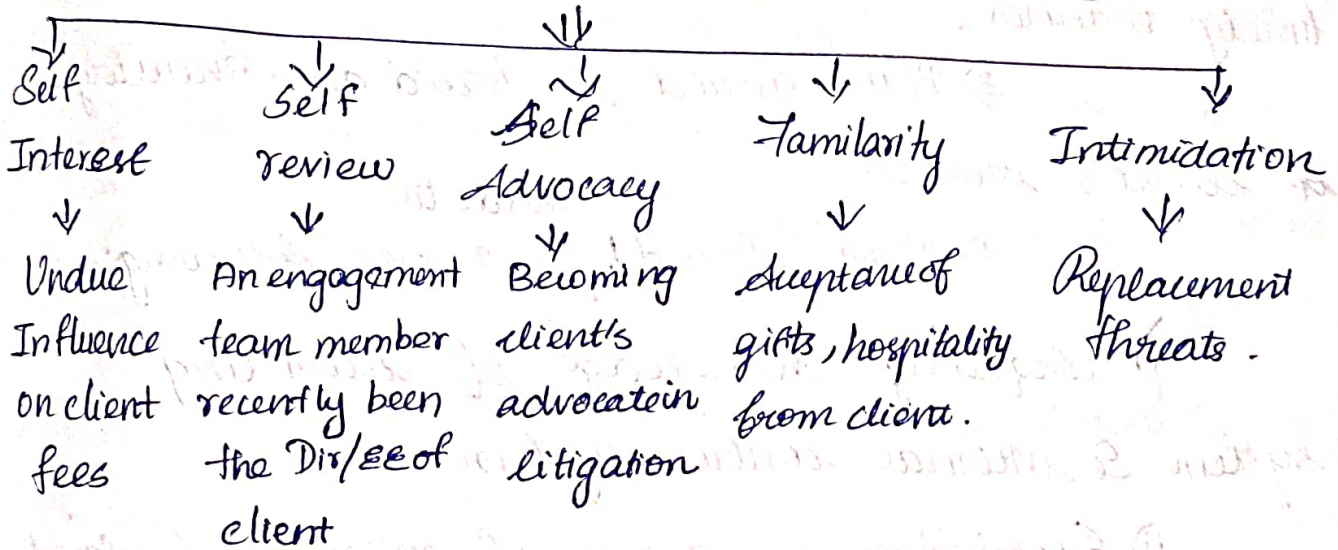 Self
Interest
Undue
Influence
on client
fees
Self
review
An engagement
team member
recently been
the Dir/EE of
client
Self
Advocacy
Becoming
client's
advocate in
litigation
Familarity
Acceptance of
gifts, hospitality
from client.
Intimidation
Replacement
threats.